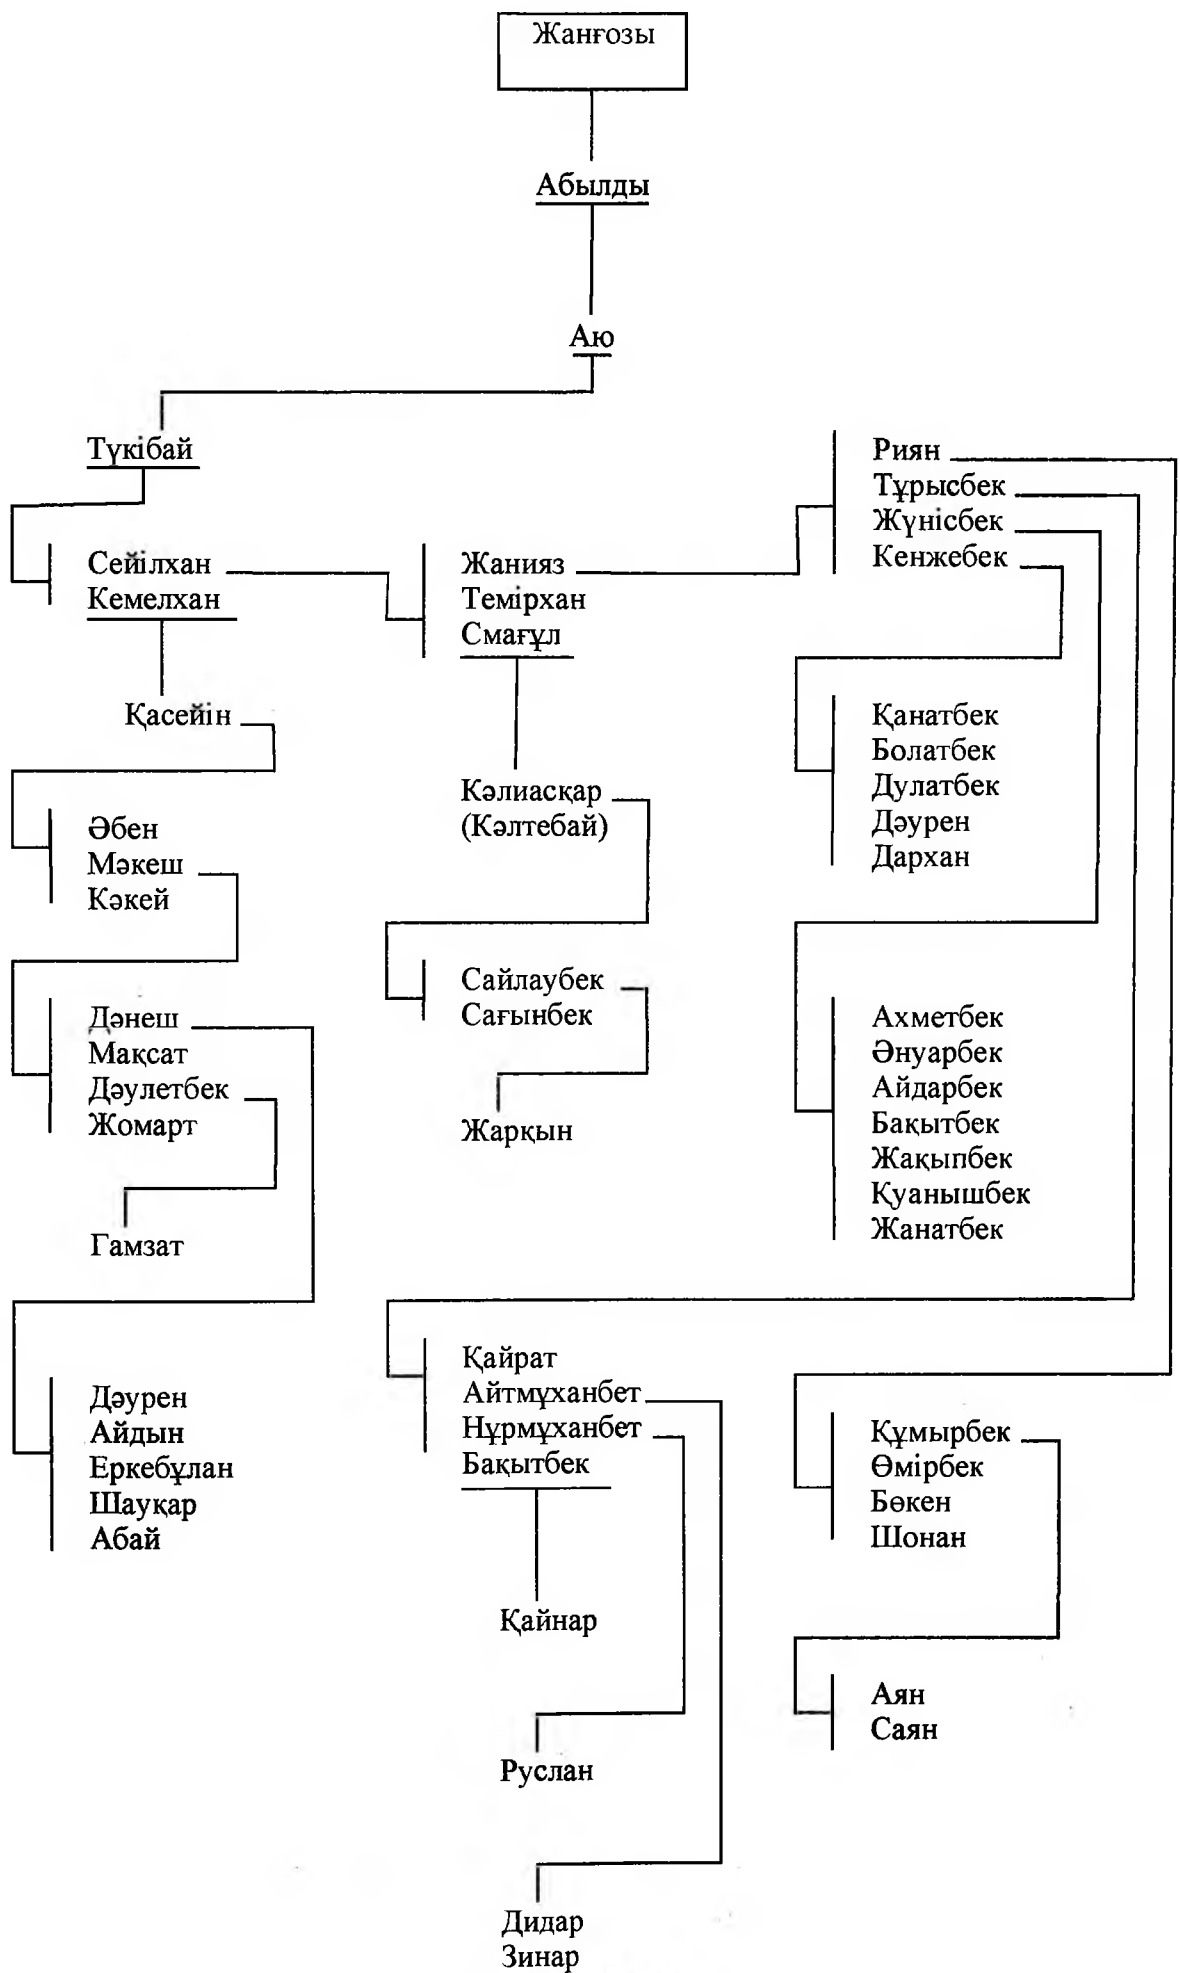 Жанғозы
Абылды
Аю
Түкібай
Сейілхан
Кемелхан
Қасейін
Әбен
Мәкеш
Кәкей
Дәнеш
Мақсат
Дәулетбек
Жомарт
Гамзат
Дәурен
Айдын
Еркебұлан
Шауқар
Абай
Жанияз
Темірхан
Смағұл
Кәлиасқар
(Кәлтебай)
Сайлаубек
Сағынбек
Жарқын
Қайрат
Айтмұханбет
Нұрмұханбет
Бақытбек
Қайнар
Руслан
Дидар
Зинар
Риян
Тұрысбек
Жүнісбек
Кенжебек
Қанатбек
Болатбек
Дулатбек
Дәурен
Дархан
Ахметбек
Әнуарбек
Айдарбек
Бақытбек
Жақыпбек
Қуанышбек
Жанатбек
Құмырбек
Өмірбек
Бөкен
Шонан
Аян
Саян